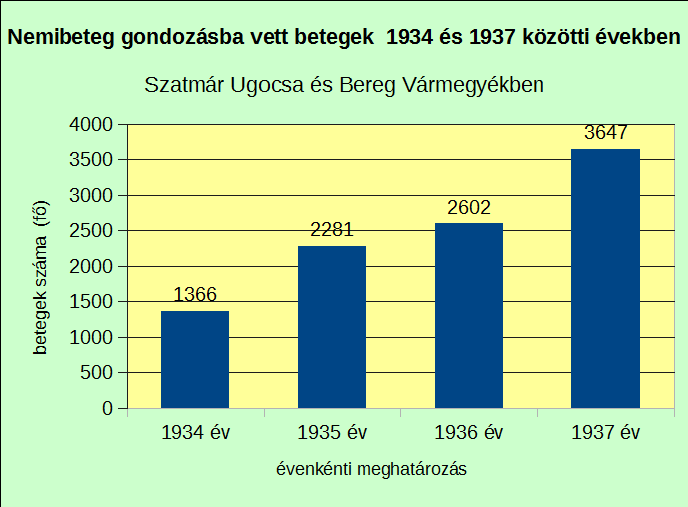 Nemibeteg gondozásba vett betegek  1934 és 1937 közötti években
Szatmár Ugocsa és Bereg Vármegyékben
betegek száma  (fő)
4000
3500
3000
2500
2000
1500
1000
500
0
1366
2281
2602
3647
1934 év
1935 év
1936 év
1937 év
évenkénti meghatározás